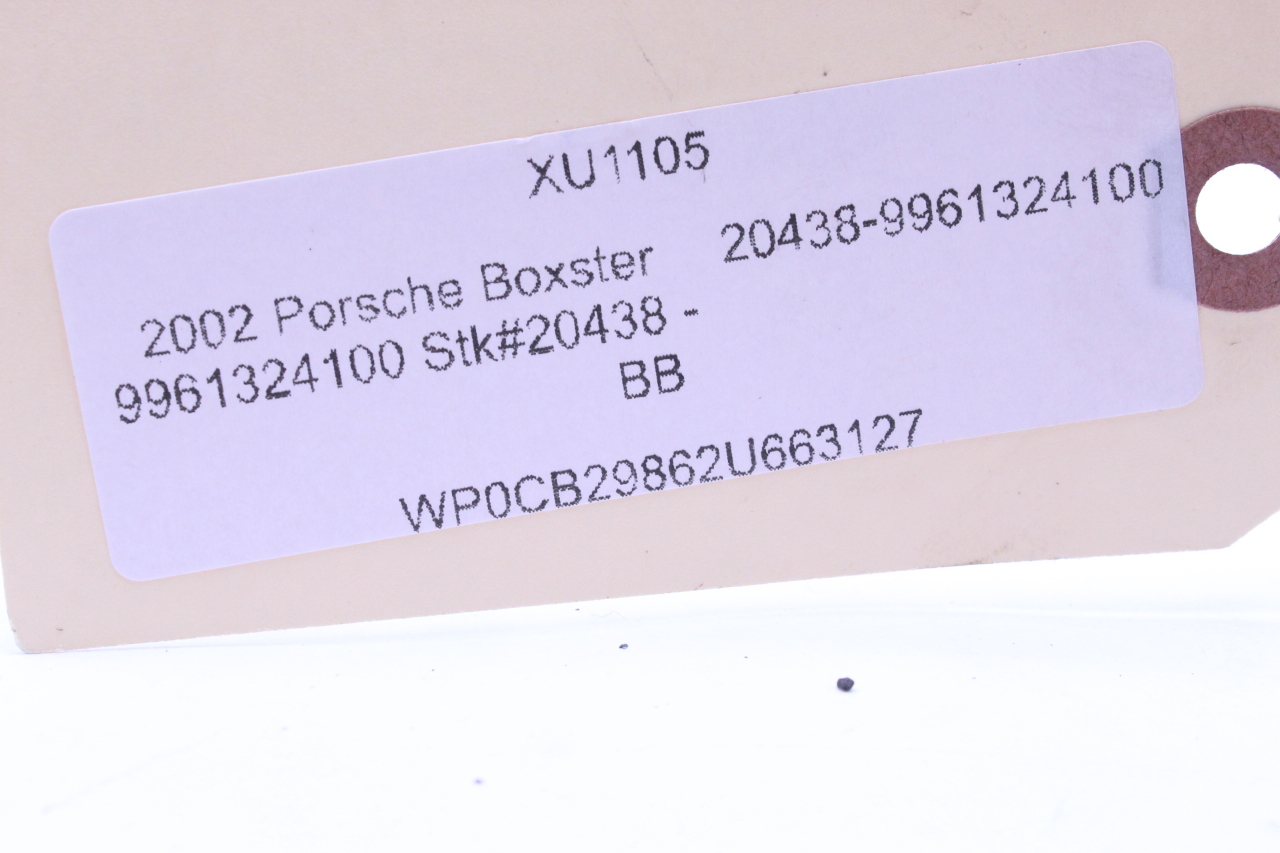 XU1105
2002 Porsche Boxster 20438-9961324100
9961324100 Stk#20438 -
BB
WP0CB29862U663127